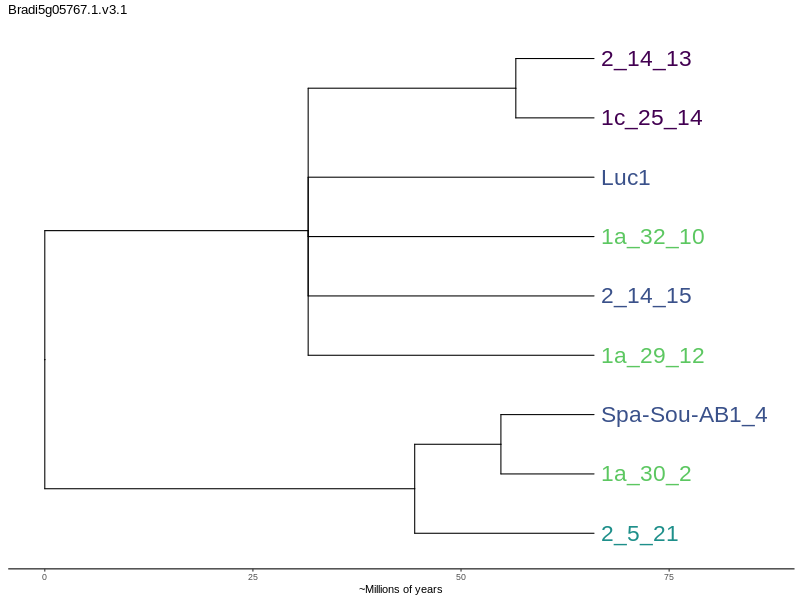 Bradi5g05767.1.v3.1
2_14_13
1c_25_14
Luc1
1a_32_10
2_14_15
1a_29_12
Spa-Sou-AB1_4
1a_30_2
2_5_21
0 25 50 75
~Millions of years